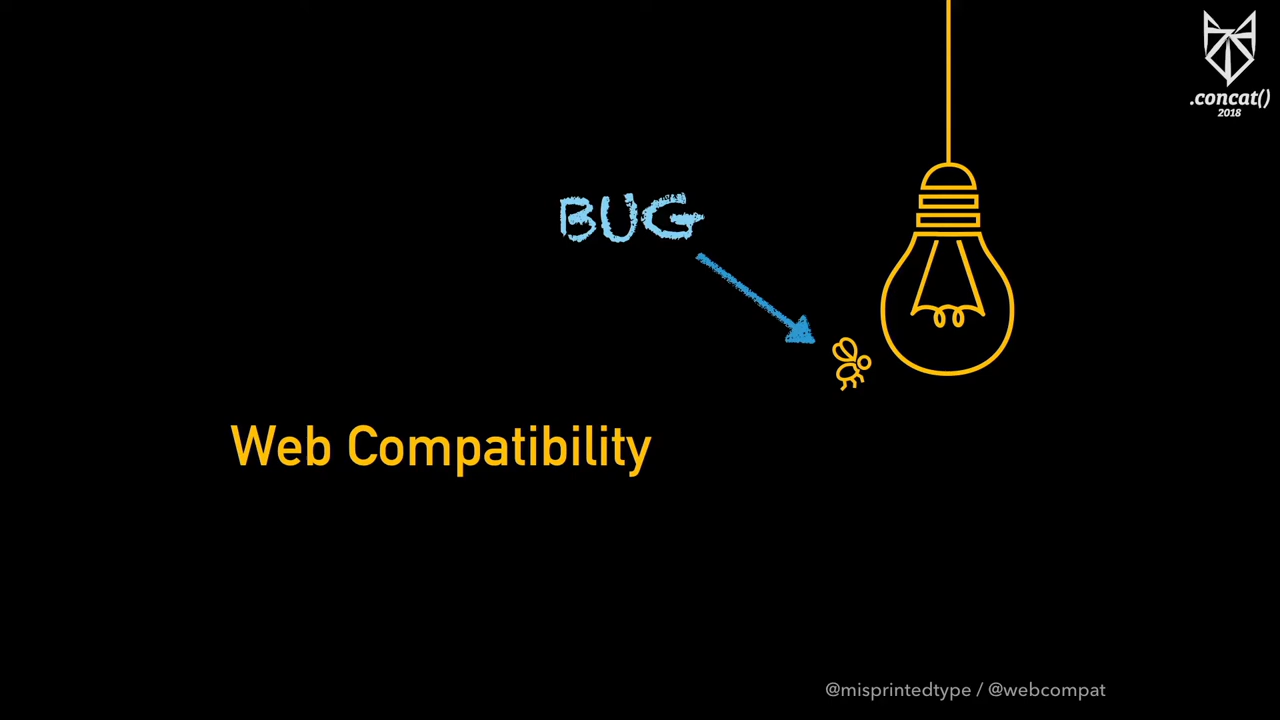 .concat()
2018
BUG
Web Compatibility
@misprintedtype / @webcompat